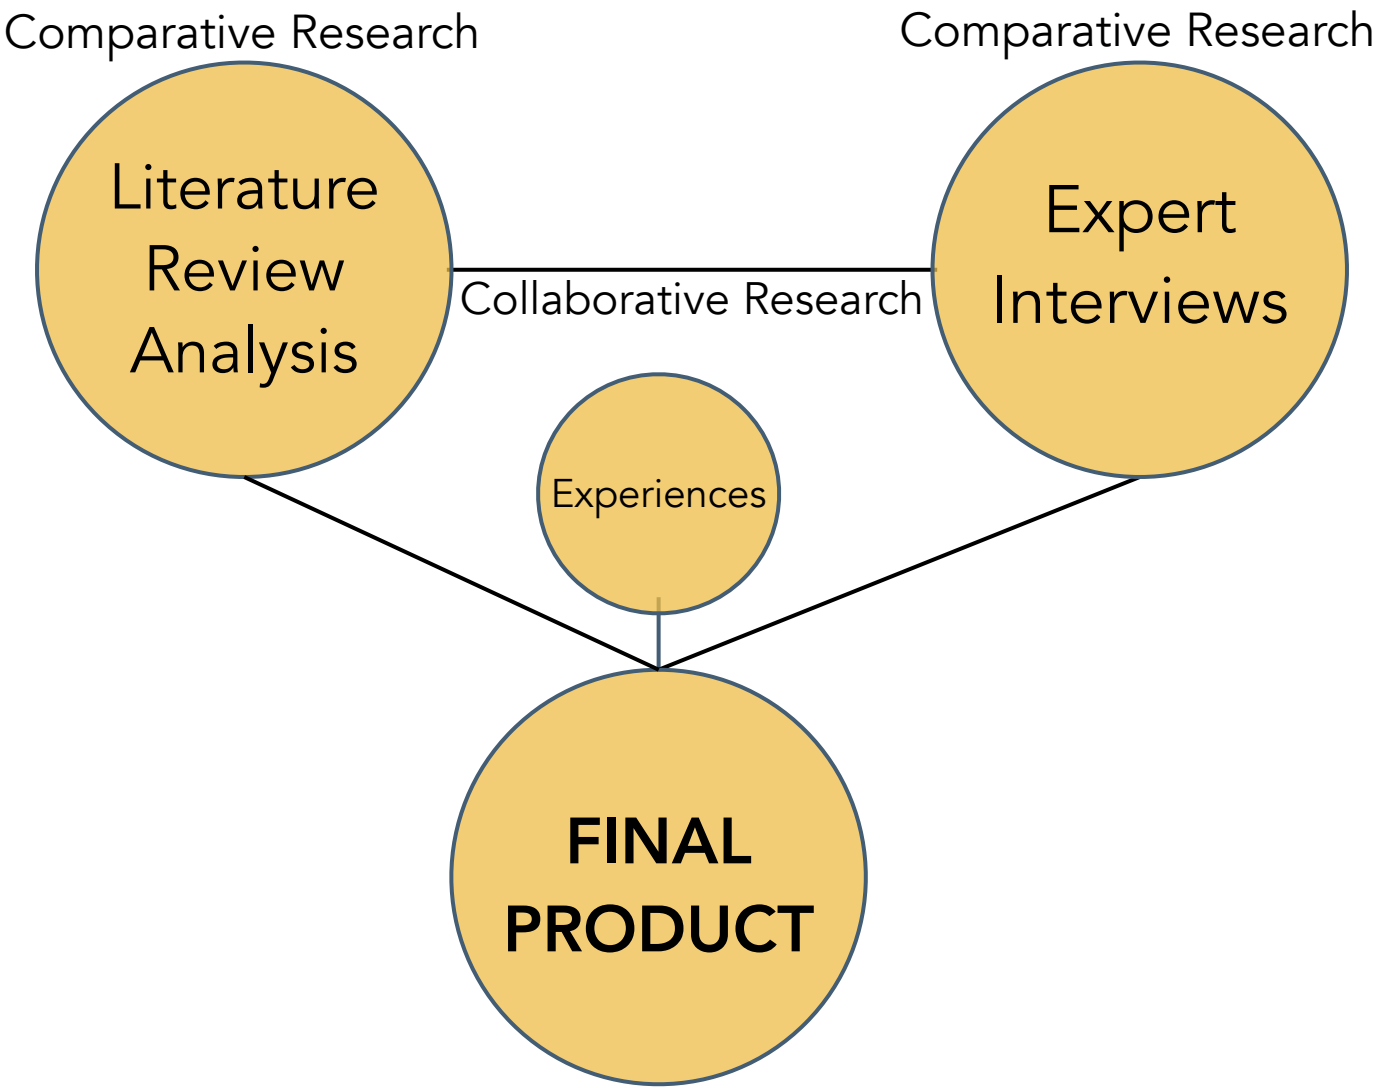 Comparative Research
Comparative Research
Literature
Review
Analysis
Expert
Interviews
Collaborative Research
Experiences
FINAL
PRODUCT